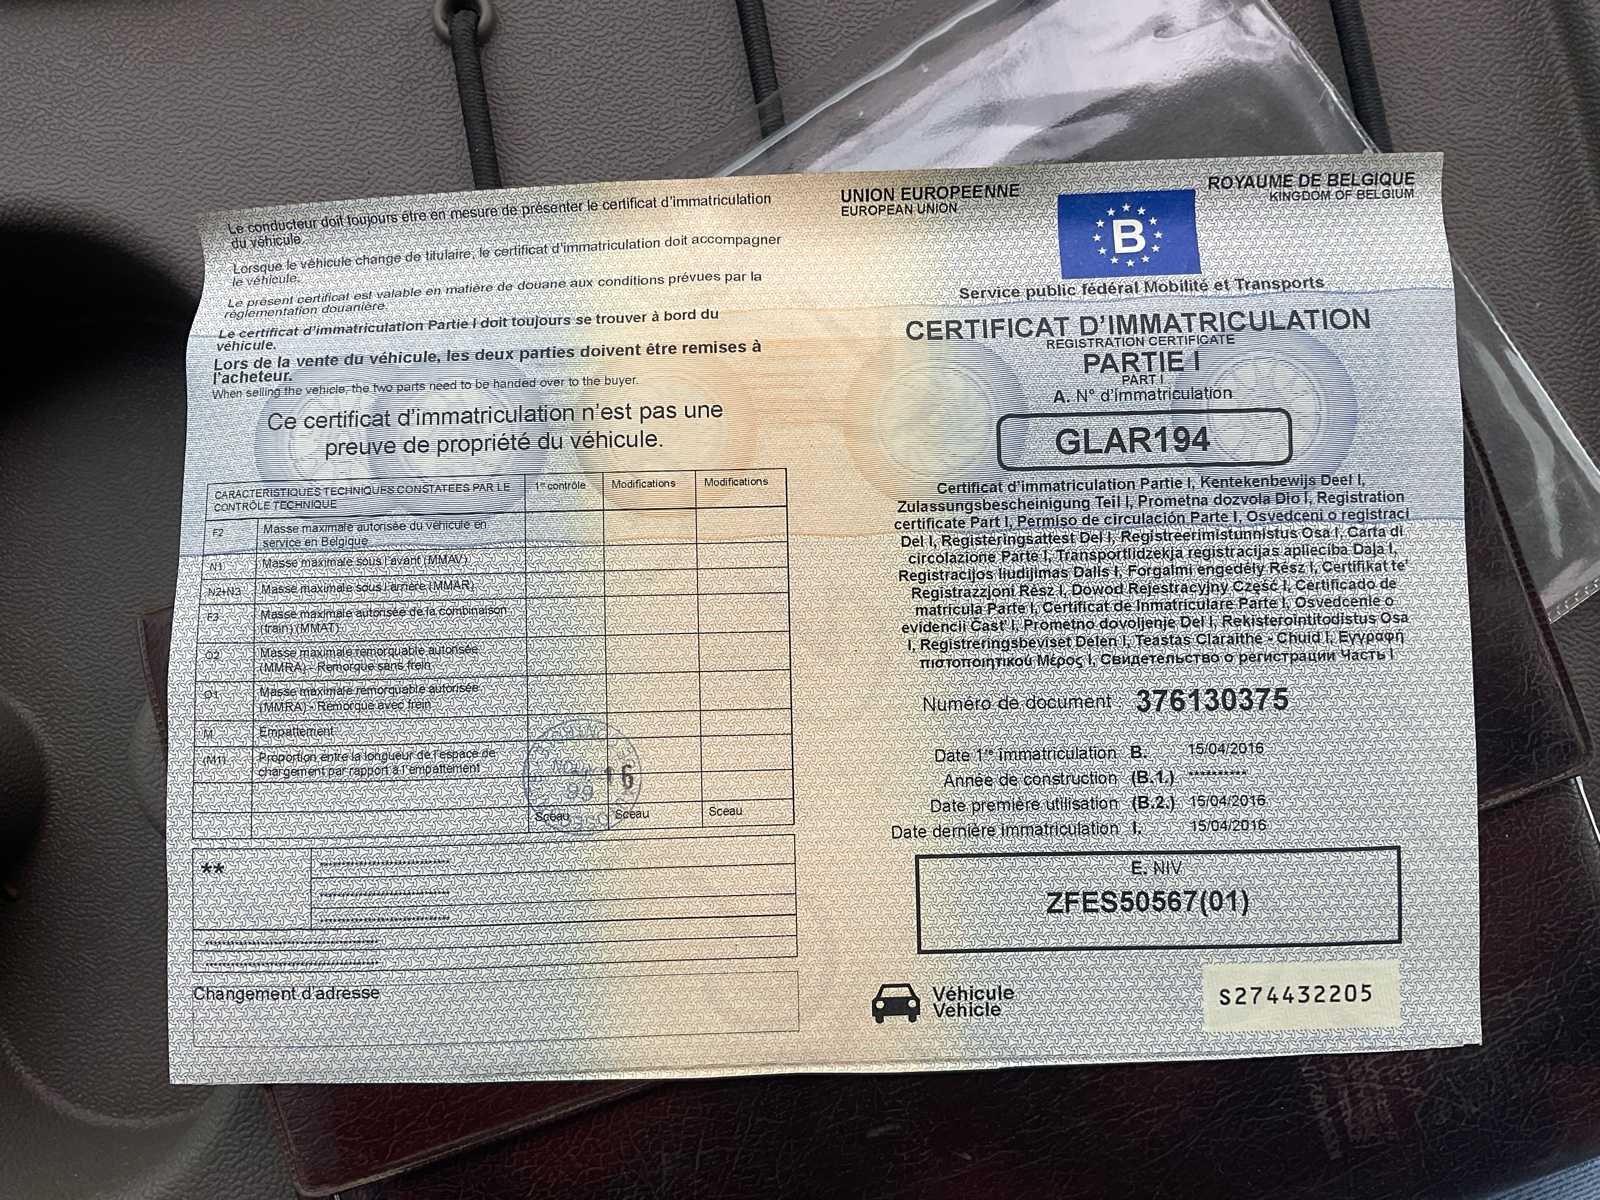 Le conducteur doit toujours être en mesure de présenter le certificat d'immatriculation
du véhicule.
Lorsque le véhicule change de titulaire, le certificat d'immatriculation doit accompagner
le véhicule.
Le présent certificat est valable en matière de douane aux conditions prévues par la
réglementation douanière.
Le certificat d'immatriculation Partie I doit toujours se trouver à bord du
véhicule.
Lors de la vente du véhicule, les deux parties doivent être remises à
l'acheteur.
When selling the vehicle, the two parts need to be handed over to the buyer.
Ce certificat d'immatriculation n'est pas une
preuve de propriété du véhicule.
CARACTERISTIQUES TECHNIQUES CONSTATEES PAR LE
CONTRÔLE TECHNIQUE
1er contrôle
Modifications
Modifications
F2 Masse maximale autorisée du véhicule en
service en Belgique
N1 Masse maximale sous l'avant (MMAV)
N2+N3 Masse maximale sous l'arrière (MMAR)
F3 Masse maximale autorisée de la combinaison
(train) (MMAT)
O2 Masse maximale remorquable autorisée
(MMRA) - Remorque sans frein
O1 Masse maximale remorquable autorisée
(MMRA) - Remorque avec frein
M Empattement
(M1) Proportion entre la longueur de l'espace de
chargement par rapport à l'empattement
16
Sceau Sceau Sceau
**
Changement d'adresse
UNION EUROPEENNE
EUROPEAN UNION
B
ROYAUME DE BELGIQUE
KINGDOM OF BELGIUM
Service public fédéral Mobilité et Transports
CERTIFICAT D'IMMATRICULATION
REGISTRATION CERTIFICATE
PARTIE I
PART I
A. N° d'immatriculation
GLAR194
Certificat d'immatriculation Partie I, Kentekenbewijs Deel I,
Zulassungsbescheinigung Teil I, Prometna dozvola Dio I, Registration
certificate Part I, Permiso de circulación Parte I, Osvedceni o registraci
Del I, Registeringsattest Del I, Registreerimistunnistus Osa I, Carta di
circolazione Parte I, Transportlidzekja registracijas aplieciba Daja I,
Registracijos liudijimas Dalis I, Forgalmi engedély Rész I, Certifikat te'
Registrazzjoni Rész I, Dowod Rejestracyjny Część I, Certificado de
matricula Parte I, Certificat de Inmatriculare Parte I, Osvedcenie o
evidencii Čast' I, Prometno dovoljenje Del I, Rekisterointitodistus Osa
I, Registreringsbeviset Delen I, Teastas Claraithe - Chuid I, Εγγραφή
πιστοποιητικού Μέρος I, Свидетельство о регистрации Часть I
Numéro de document 376130375
Date 1re immatriculation B. 15/04/2016
Année de construction (B.1.) **********
Date première utilisation (B.2.) 15/04/2016
Date dernière immatriculation I. 15/04/2016
E. NIV
ZFES50567(01)
Véhicule
Vehicle
S274432205